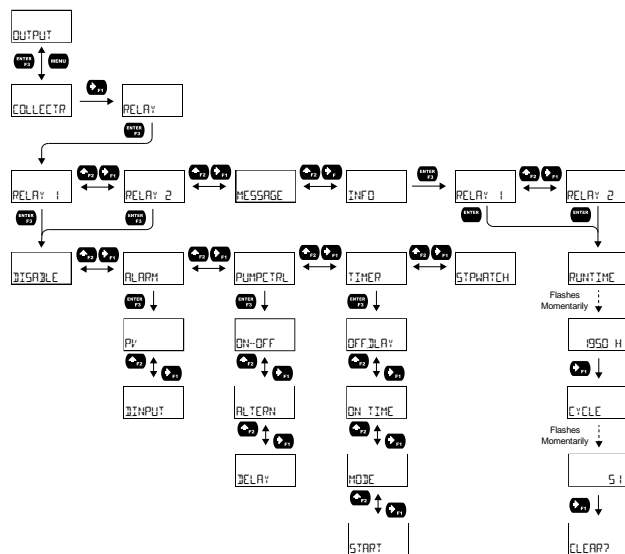 OUTPUT
ENTER F3
MENU
COLLECTR
F1
RELAY
ENTER F3
RELAY 1
F2 F1
RELAY 2
F2 F1
MESSAGE
F2 F
INFO
ENTER F3
RELAY 1
F2 F1
RELAY 2
ENTER F3
ENTER F3
ENTER
ENTER
DISABLE
F2 F1
ALARM
F2 F1
PUMPCTRL
F2 F1
TIMER
F2 F1
STPWATCH
RUNTIME
ENTER F3
ENTER F3
ENTER F3
Flashes
Momentarily
PV
ON-OFF
OFF.DLAY
1950 H
F2 F1
F2 F1
F2 F1
F1
DINPUT
ALTERN
ON TIME
CYCLE
F2 F1
F2 F1
Flashes
Momentarily
DELAY
MODE
51
F2 F1
F1
START
CLEAR?